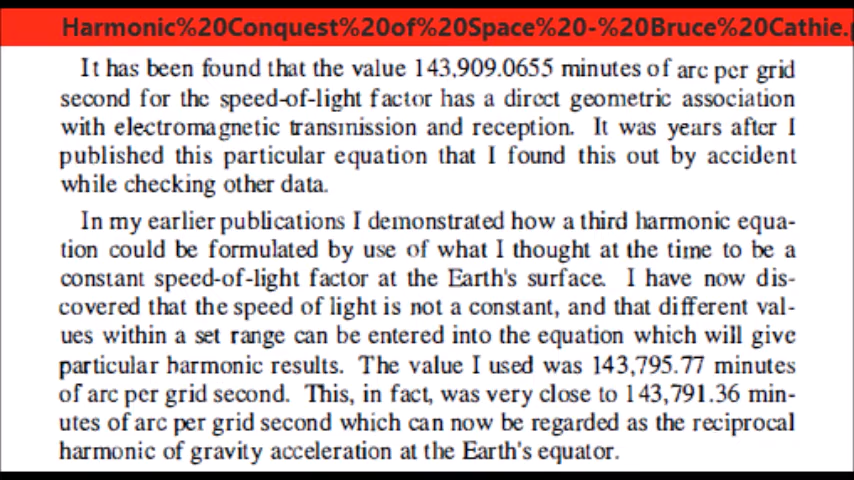 Harmonic%20Conquest%20of%20Space%20-%20Bruce%20Cathie.p
It has been found that the value 143,909.0655 minutes of arc per grid
second for the speed-of-light factor has a direct geometric association
with electromagnetic transmission and reception. It was years after I
published this particular equation that I found this out by accident
while checking other data.
In my earlier publications I demonstrated how a third harmonic equa-
tion could be formulated by use of what I thought at the time to be a
constant speed-of-light factor at the Earth's surface. I have now dis-
covered that the speed of light is not a constant, and that different val-
ues within a set range can be entered into the equation which will give
particular harmonic results. The value I used was 143,795.77 minutes
of arc per grid second. This, in fact, was very close to 143,791.36 min-
utes of arc per grid second which can now be regarded as the reciprocal
harmonic of gravity acceleration at the Earth's equator.